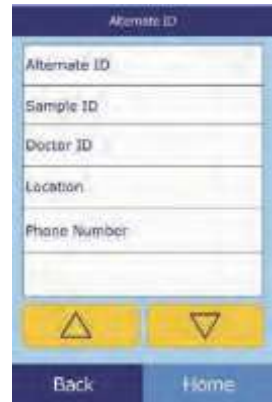 Alternate ID
Alternate ID
Sample ID
Doctor ID
Location
Phone Number
Back Home